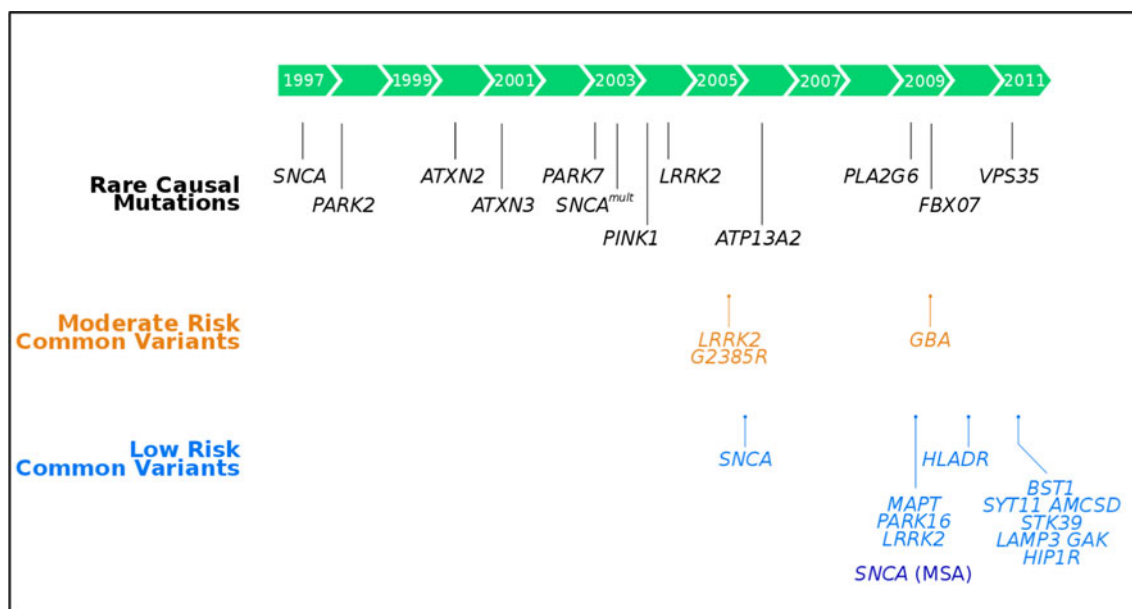 1997 1999 2001 2003 2005 2007 2009 2011
Rare Causal
Mutations
SNCA ATXN2 PARK7 LRRK2 PLA2G6 VPS35
PARK2 ATXN3 SNCA^mult FBX07
PINK1 ATP13A2
Moderate Risk
Common Variants
LRRK2 GBA
G2385R
Low Risk
Common Variants
SNCA HLADR
MAPT
PARK16
LRRK2
SNCA (MSA)
BST1
SYT11 AMCSD
STK39
LAMP3 GAK
HIP1R